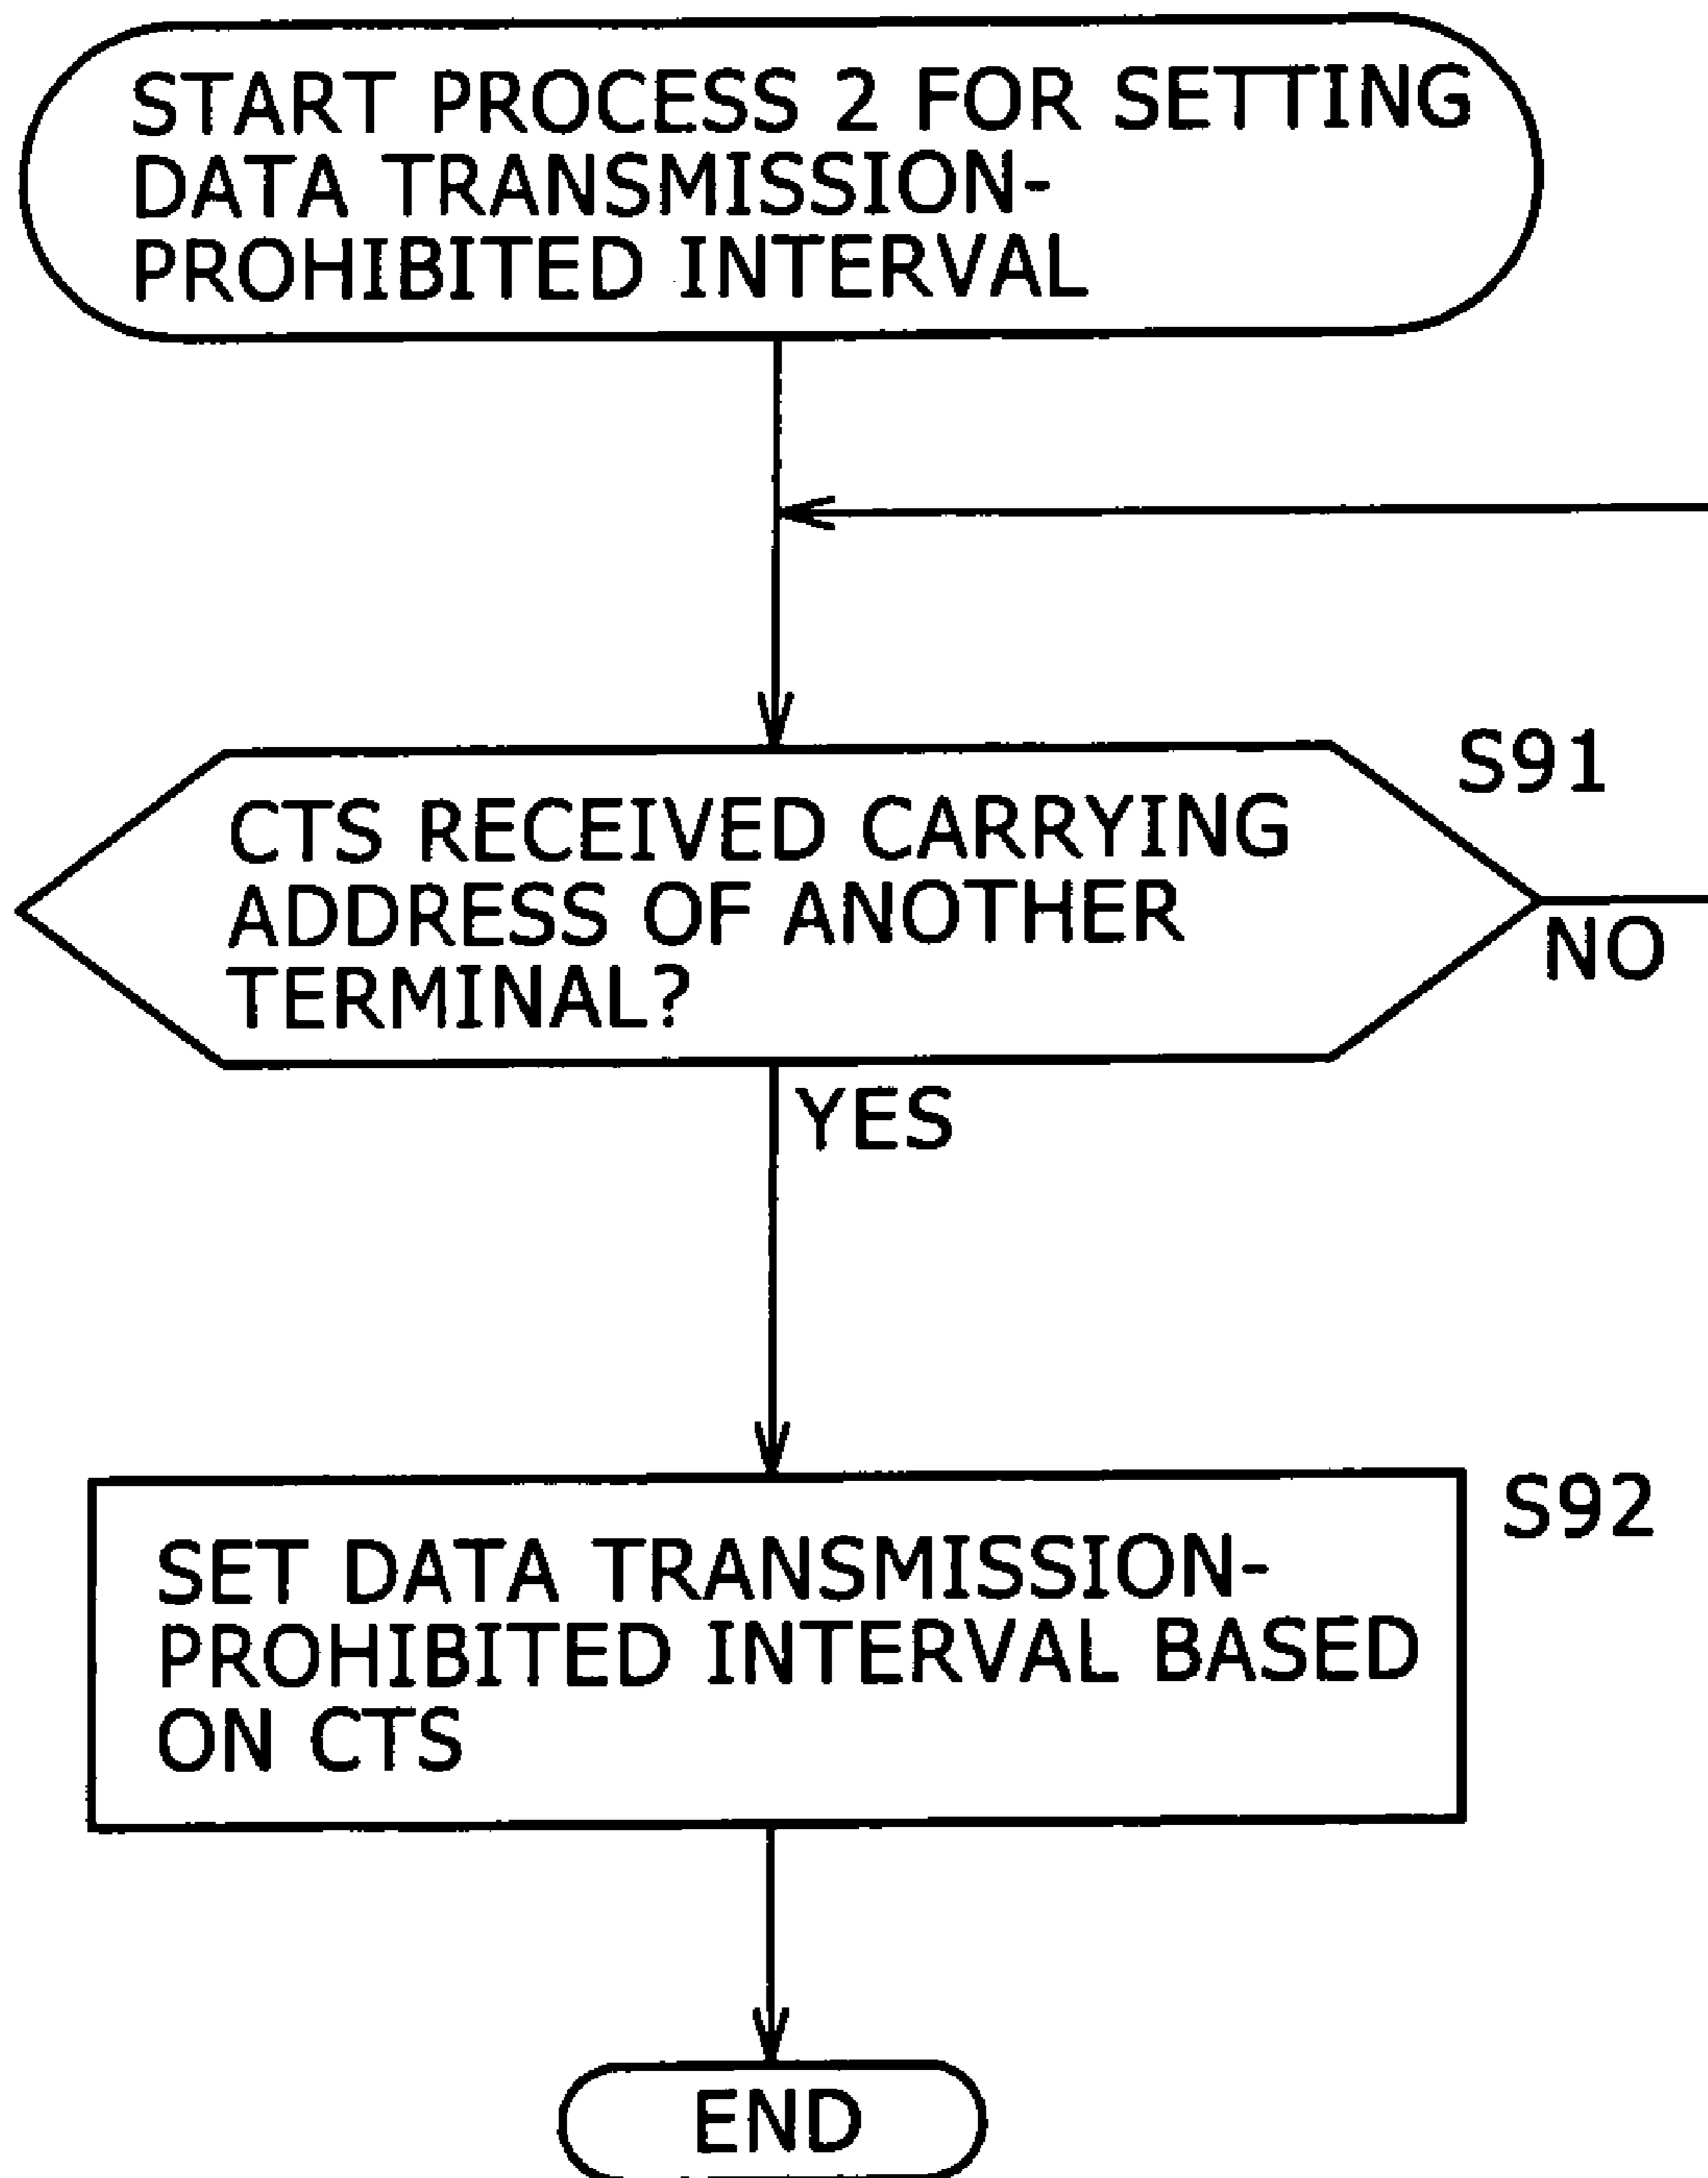 START PROCESS 2 FOR SETTING
DATA TRANSMISSION-
PROHIBITED INTERVAL
S91
CTS RECEIVED CARRYING
ADDRESS OF ANOTHER
TERMINAL?
NO
YES
S92
SET DATA TRANSMISSION-
PROHIBITED INTERVAL BASED
ON CTS
END